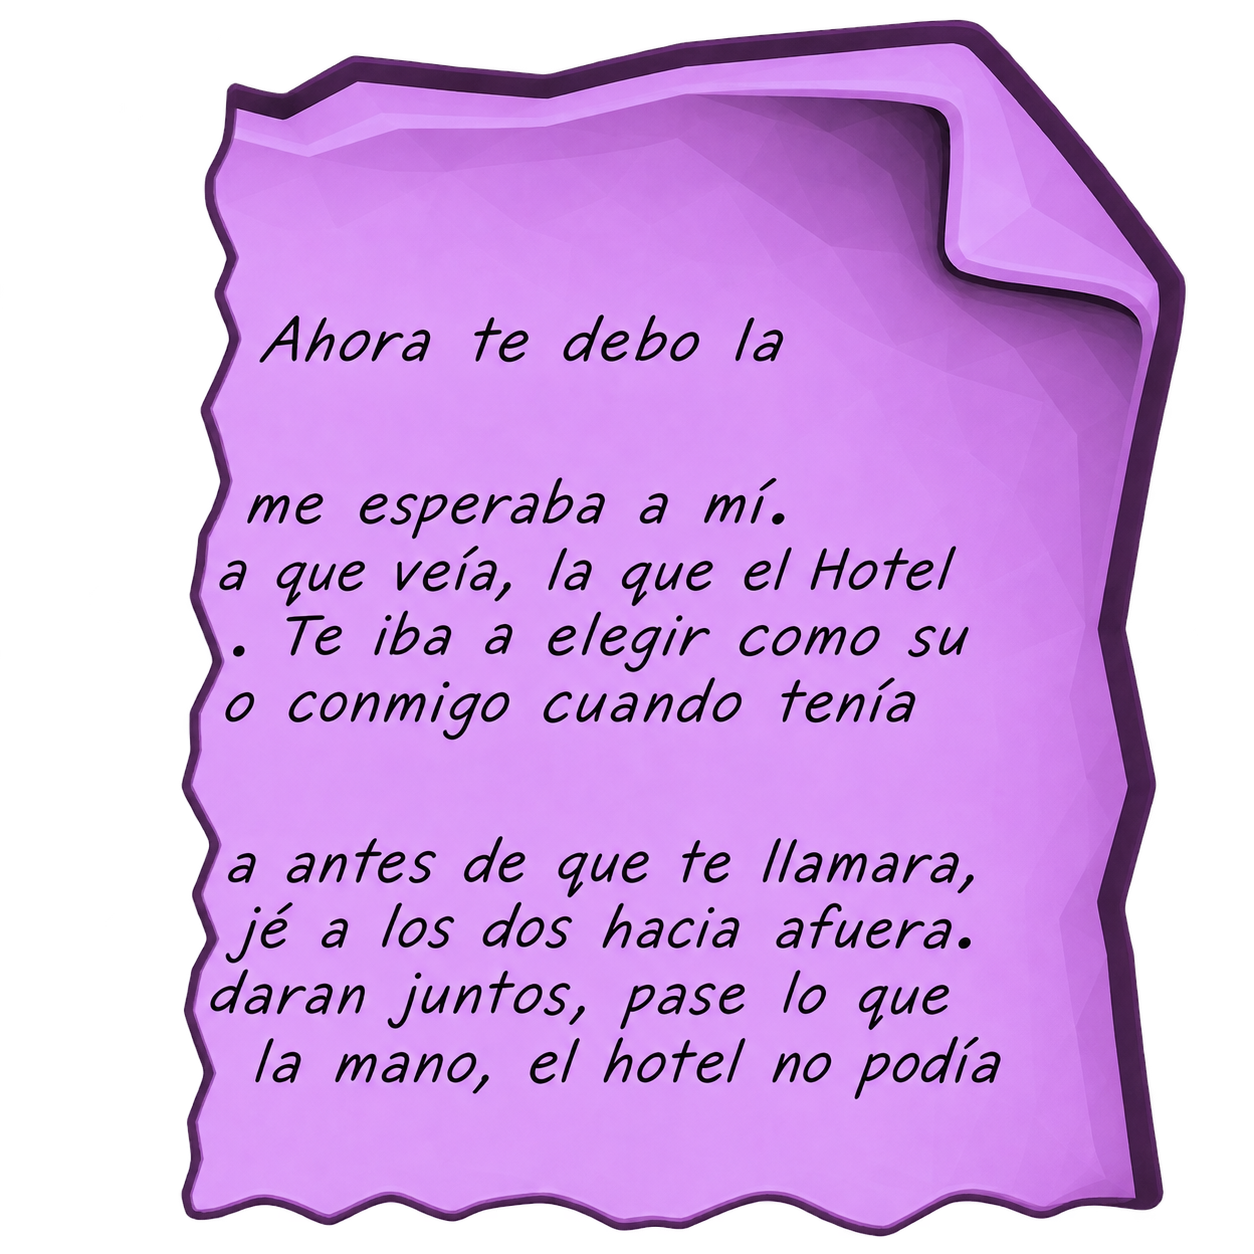 Ahora te debo la
me esperaba a mí.
a que veía, la que el Hotel
. Te iba a elegir como su
o conmigo cuando tenía
a antes de que te llamara,
jé a los dos hacia afuera.
daran juntos, pase lo que
la mano, el hotel no podía